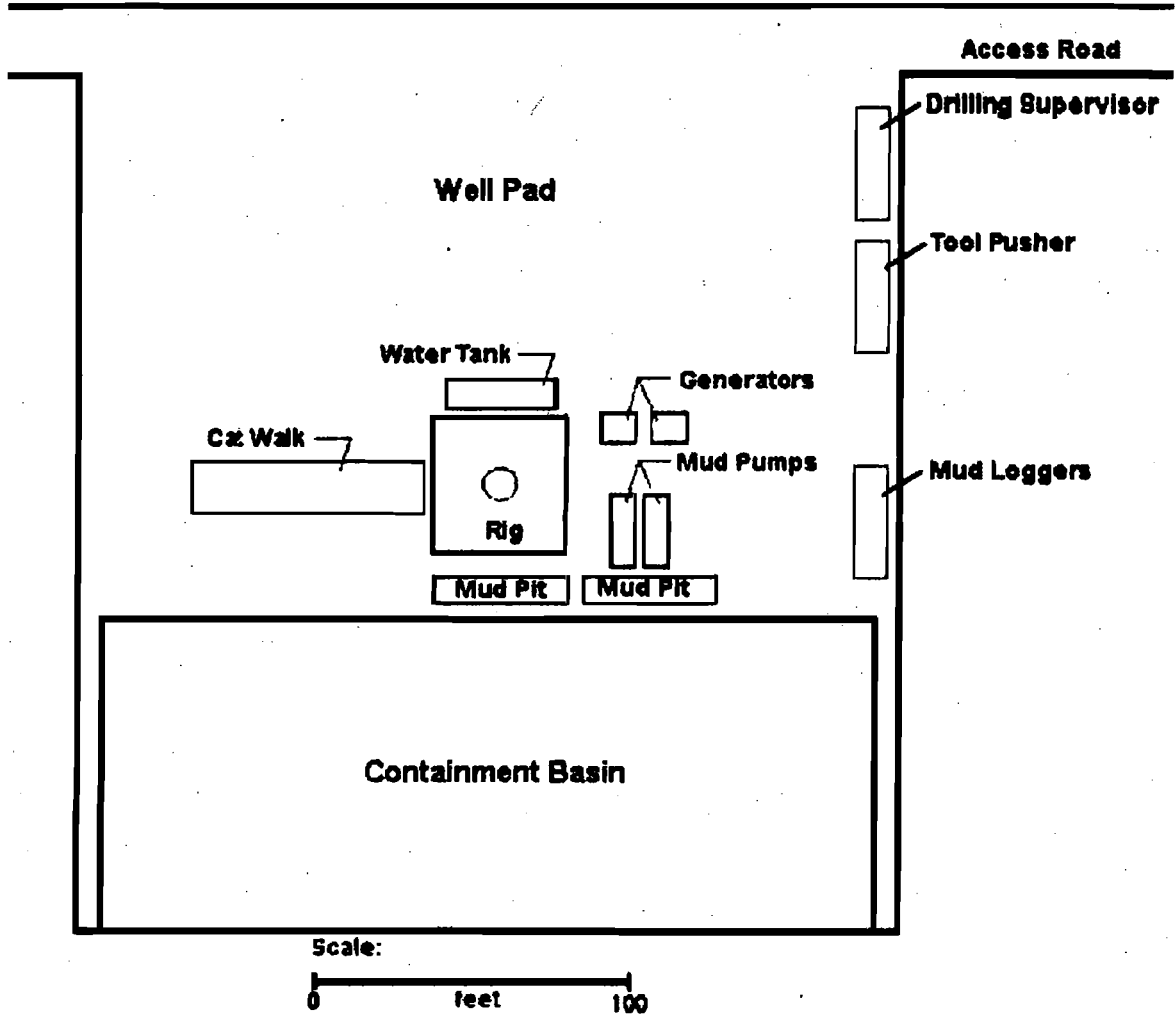 Access Road
Drilling Supervisor
Well Pad
Tool Pusher
Water Tank
Generators
Cat Walk
Mud Pumps
Mud Loggers
Rig
Mud Pit
Mud Pit
Containment Basin
Scale:
0 feet 100